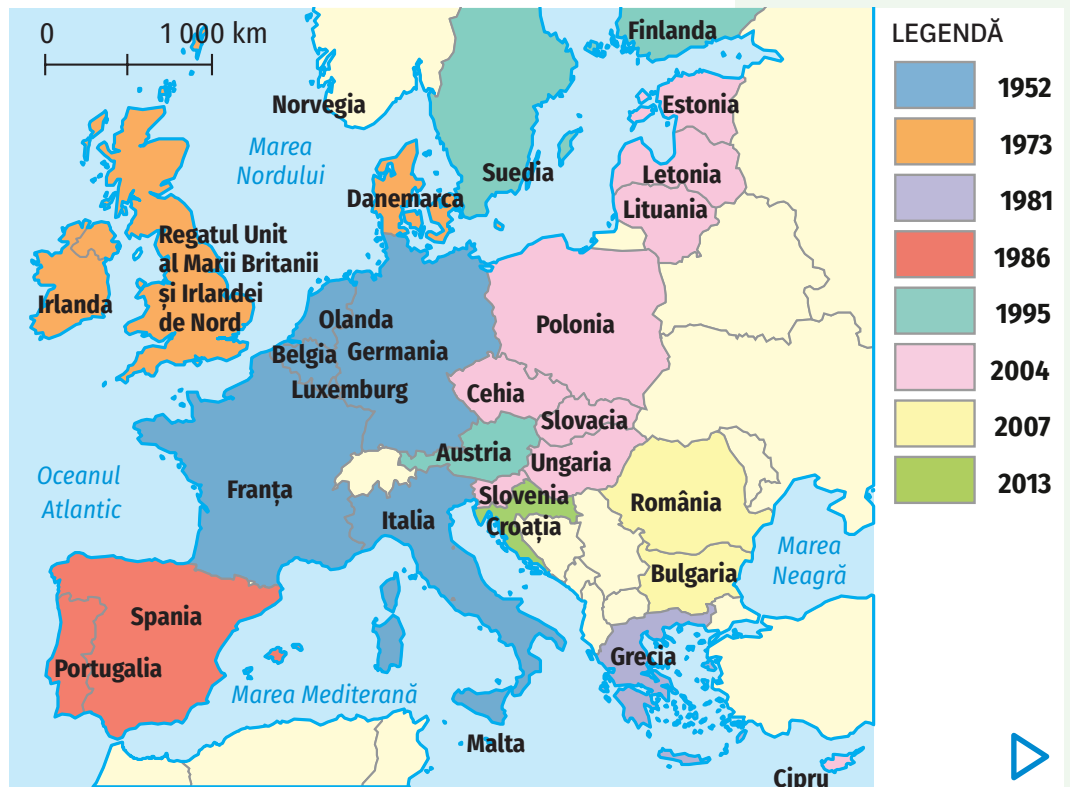 0 1 000 km
Finlanda
Norvegia
Estonia
Marea
Nordului
Suedia
Letonia
Danemarca
Lituania
Regatul Unit
al Marii Britanii
și Irlandei
de Nord
Irlanda
Olanda
Polonia
Belgia
Germania
Luxemburg
Cehia
Slovacia
Austria
Ungaria
Oceanul
Atlantic
Franța
Slovenia
România
Italia
Croația
Marea
Neagră
Bulgaria
Spania
Portugalia
Grecia
Marea Mediterană
Malta
Cipru
LEGENDĂ
1952
1973
1981
1986
1995
2004
2007
2013